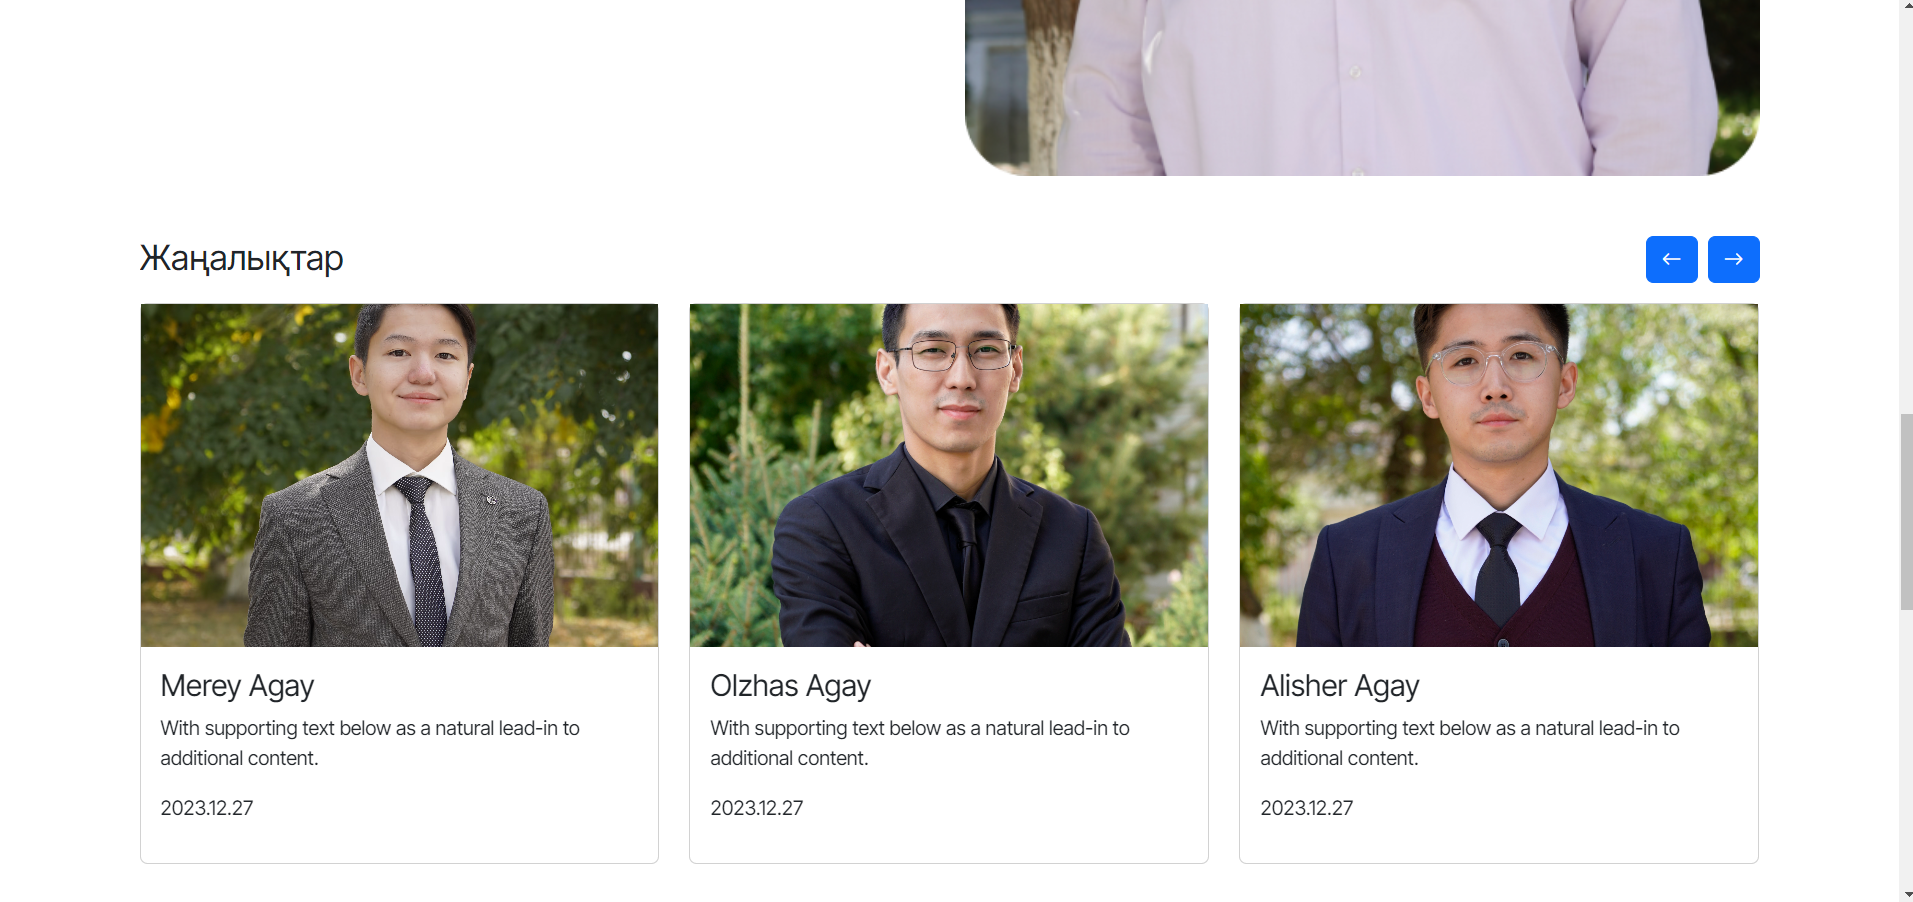 Жаңалықтар
Merey Agay
With supporting text below as a natural lead-in to
additional content.
2023.12.27
Olzhas Agay
With supporting text below as a natural lead-in to
additional content.
2023.12.27
Alisher Agay
With supporting text below as a natural lead-in to
additional content.
2023.12.27